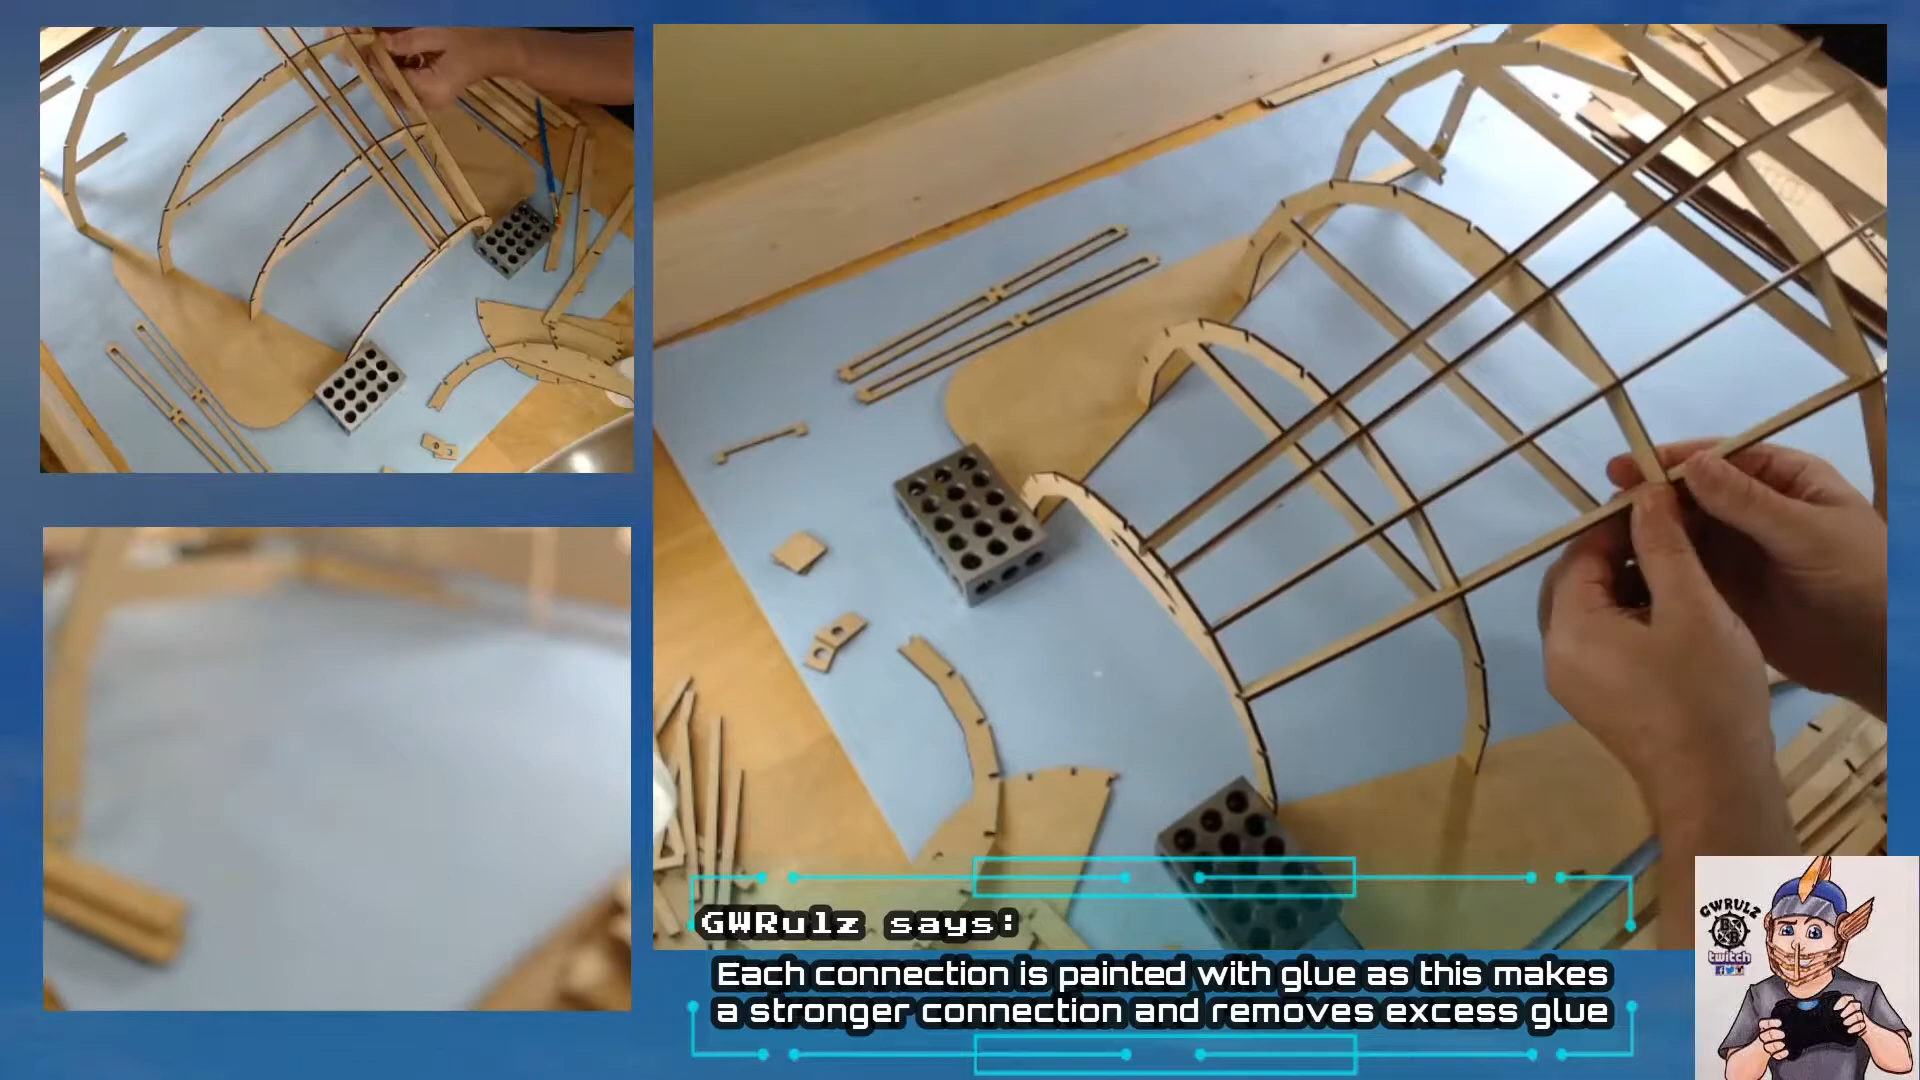 GWRulz says:
Each connection is painted with glue as this makes
a stronger connection and removes excess glue
GWRULZ
B B
twitch